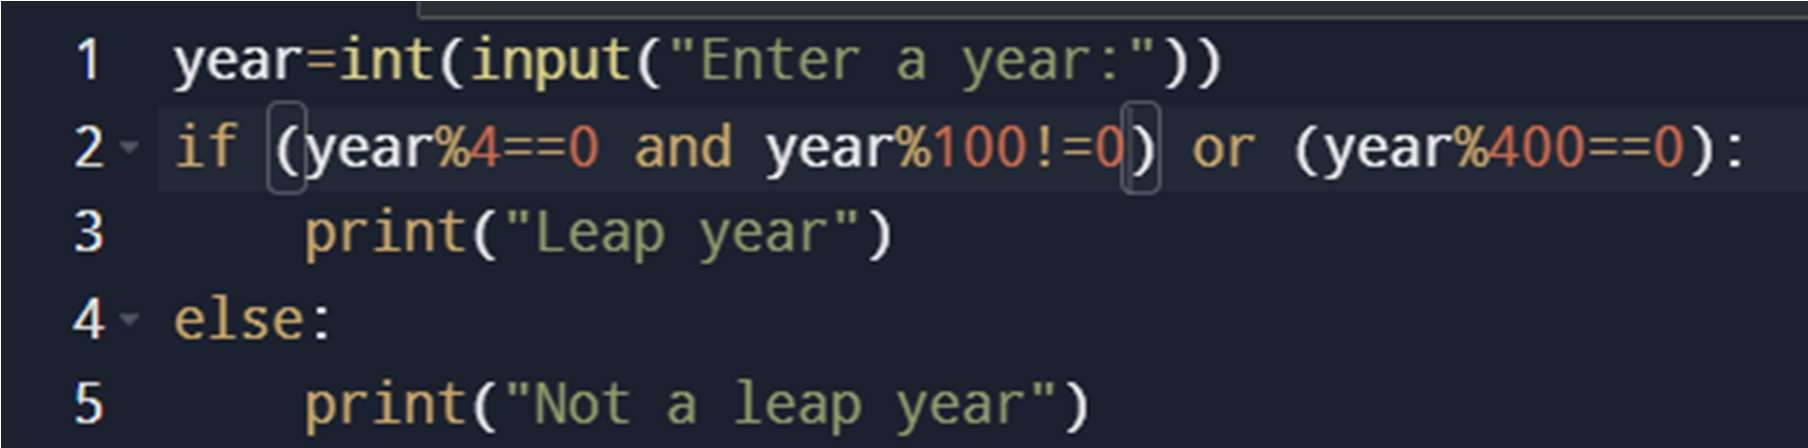 1 year=int(input("Enter a year:"))
2 if (year%4==0 and year%100!=0) or (year%400==0):
3     print("Leap year")
4 else:
5     print("Not a leap year")